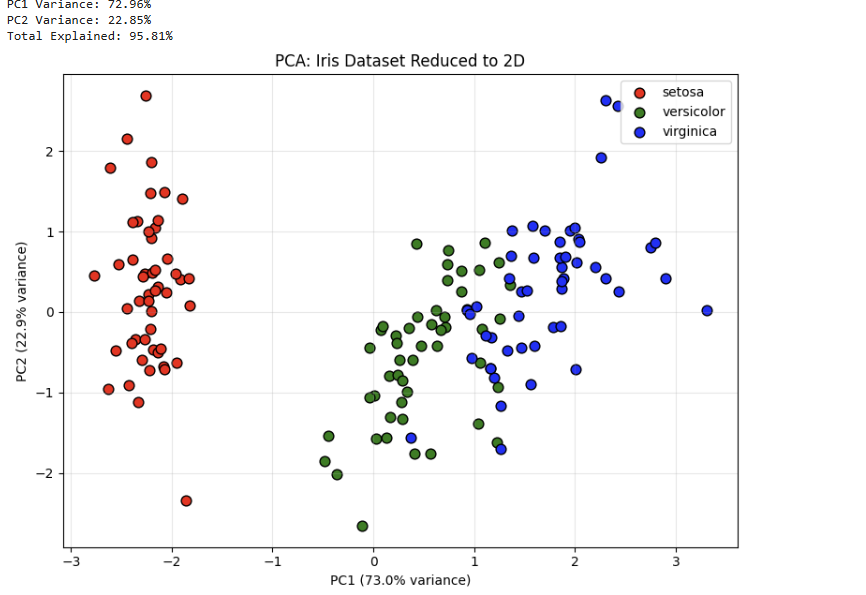 PC1 Variance: 72.96%
PC2 Variance: 22.85%
Total Explained: 95.81%
PCA: Iris Dataset Reduced to 2D
setosa
versicolor
virginica
2
1
0
−1
−2
PC2 (22.9% variance)
−3 −2 −1 0 1 2 3
PC1 (73.0% variance)